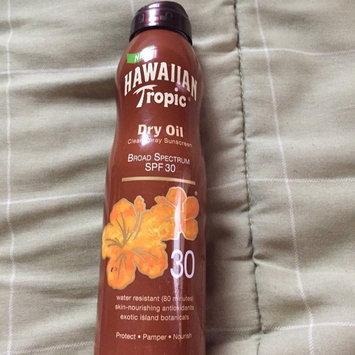 HAWAIIAN
Tropic®
Dry Oil
Clear Spray Sunscreen
BROAD SPECTRUM
SPF 30
30
water resistant (80 minutes)
skin-nourishing antioxidants
exotic island botanicals
Protect • Pamper • Nourish